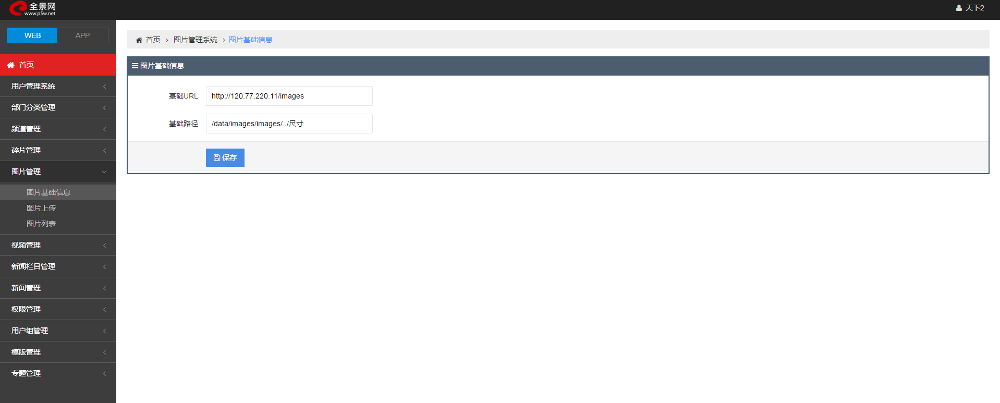 全景网
www.p5w.net
天下2
WEB
APP
首页
用户管理系统
部门分类管理
频道管理
碎片管理
图片管理
图片基础信息
图片上传
图片列表
视频管理
新闻栏目管理
新闻管理
权限管理
用户组管理
模版管理
专题管理
首页 > 图片管理系统 > 图片基础信息
图片基础信息
基础URL http://120.77.220.11/images
基础路径 /data/images/images/../尺寸
保存